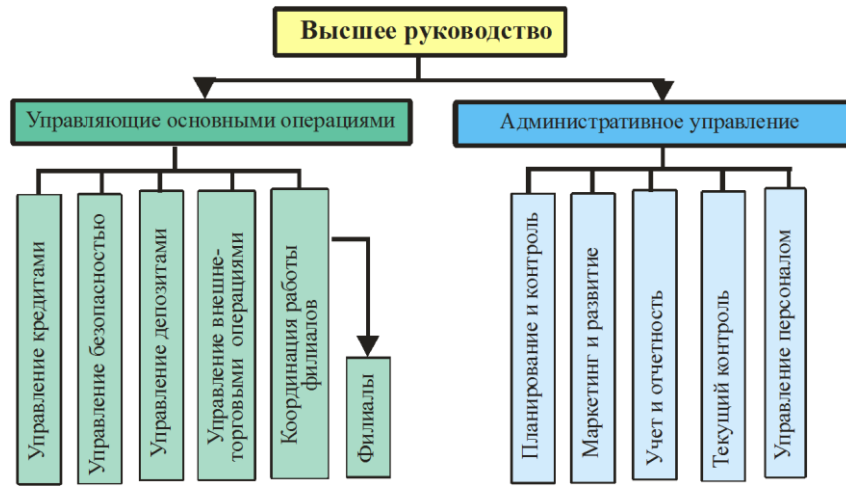 Высшее руководство
Управляющие основными операциями
Административное управление
Управление кредитами
Управление безопасностью
Управление депозитами
Управление внешне-
торговыми операциями
Координация работы
филиалов
Филиалы
Планирование и контроль
Маркетинг и развитие
Учет и отчетность
Текущий контроль
Управление персоналом